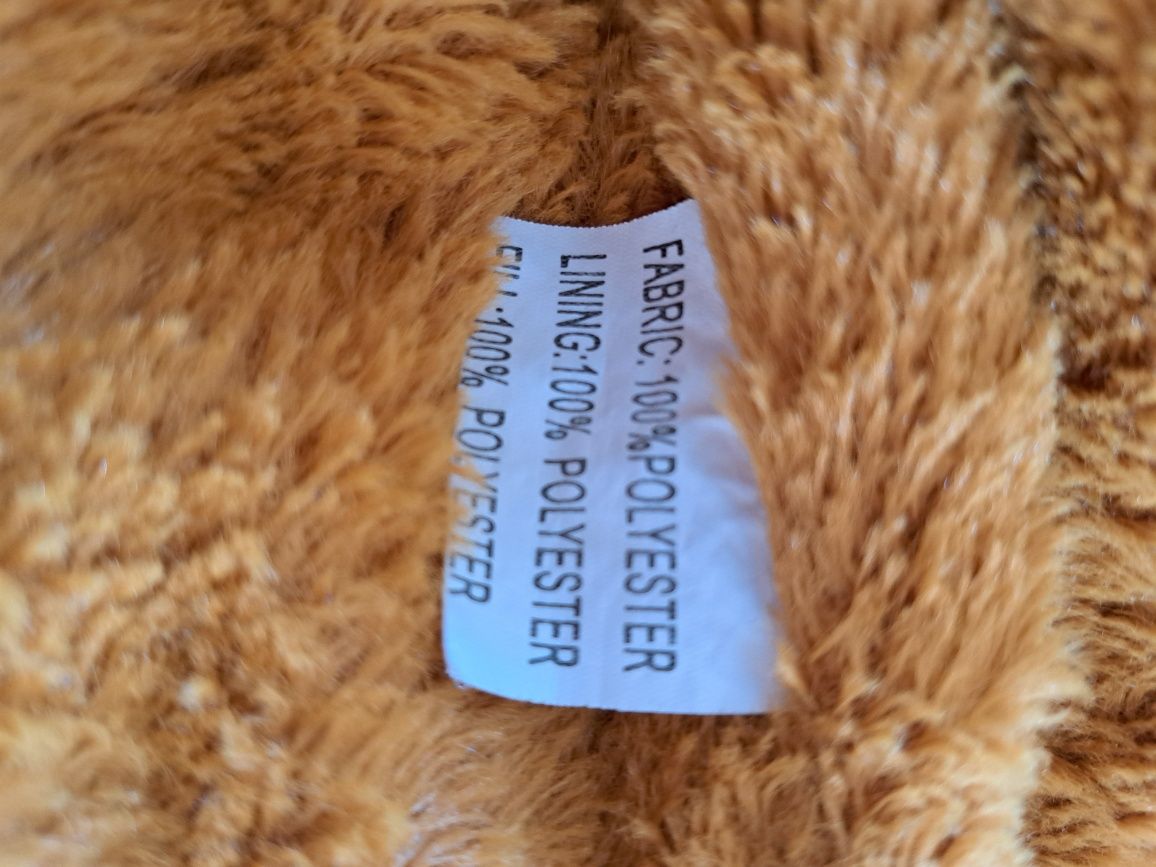 FABRIC: 100%POLYESTER
LINING:100% POLYESTER
:100% POLYESTER